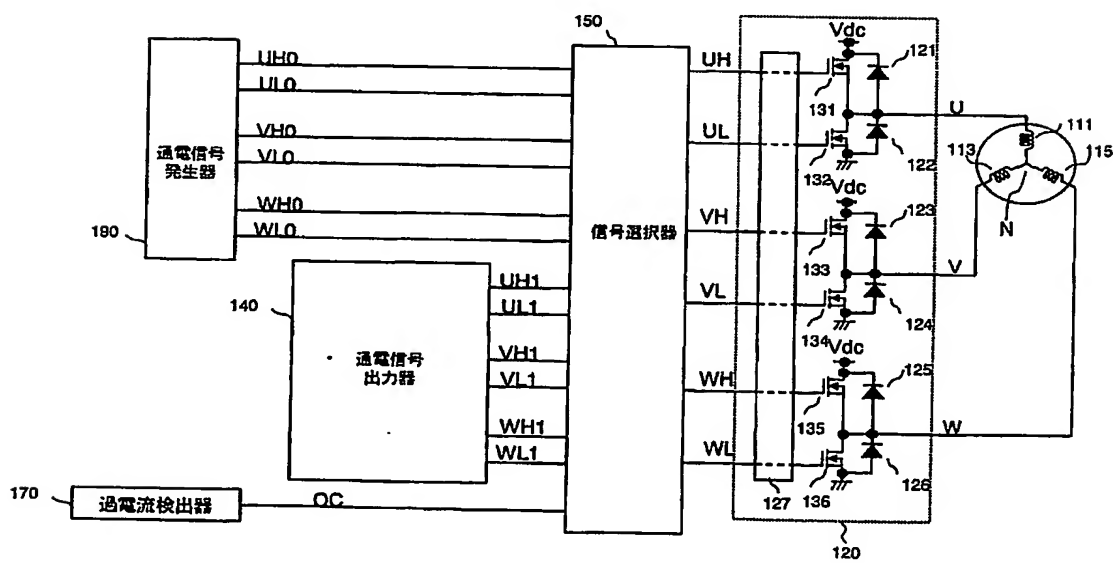 150
Vdc
121
UH0
UL0
UH
131
U
111
通電信号
発生器
VH0
VL0
UL
122
113
115
132
Vdc
123
WH0
WL0
180
信号選択器
VH
N
133
V
140
UH1
UL1
VL
124
134
Vdc
通電信号
出力器
VH1
VL1
WH
125
135
W
WH1
WL1
WL
126
136
170
過電流検出器
OC
127
120